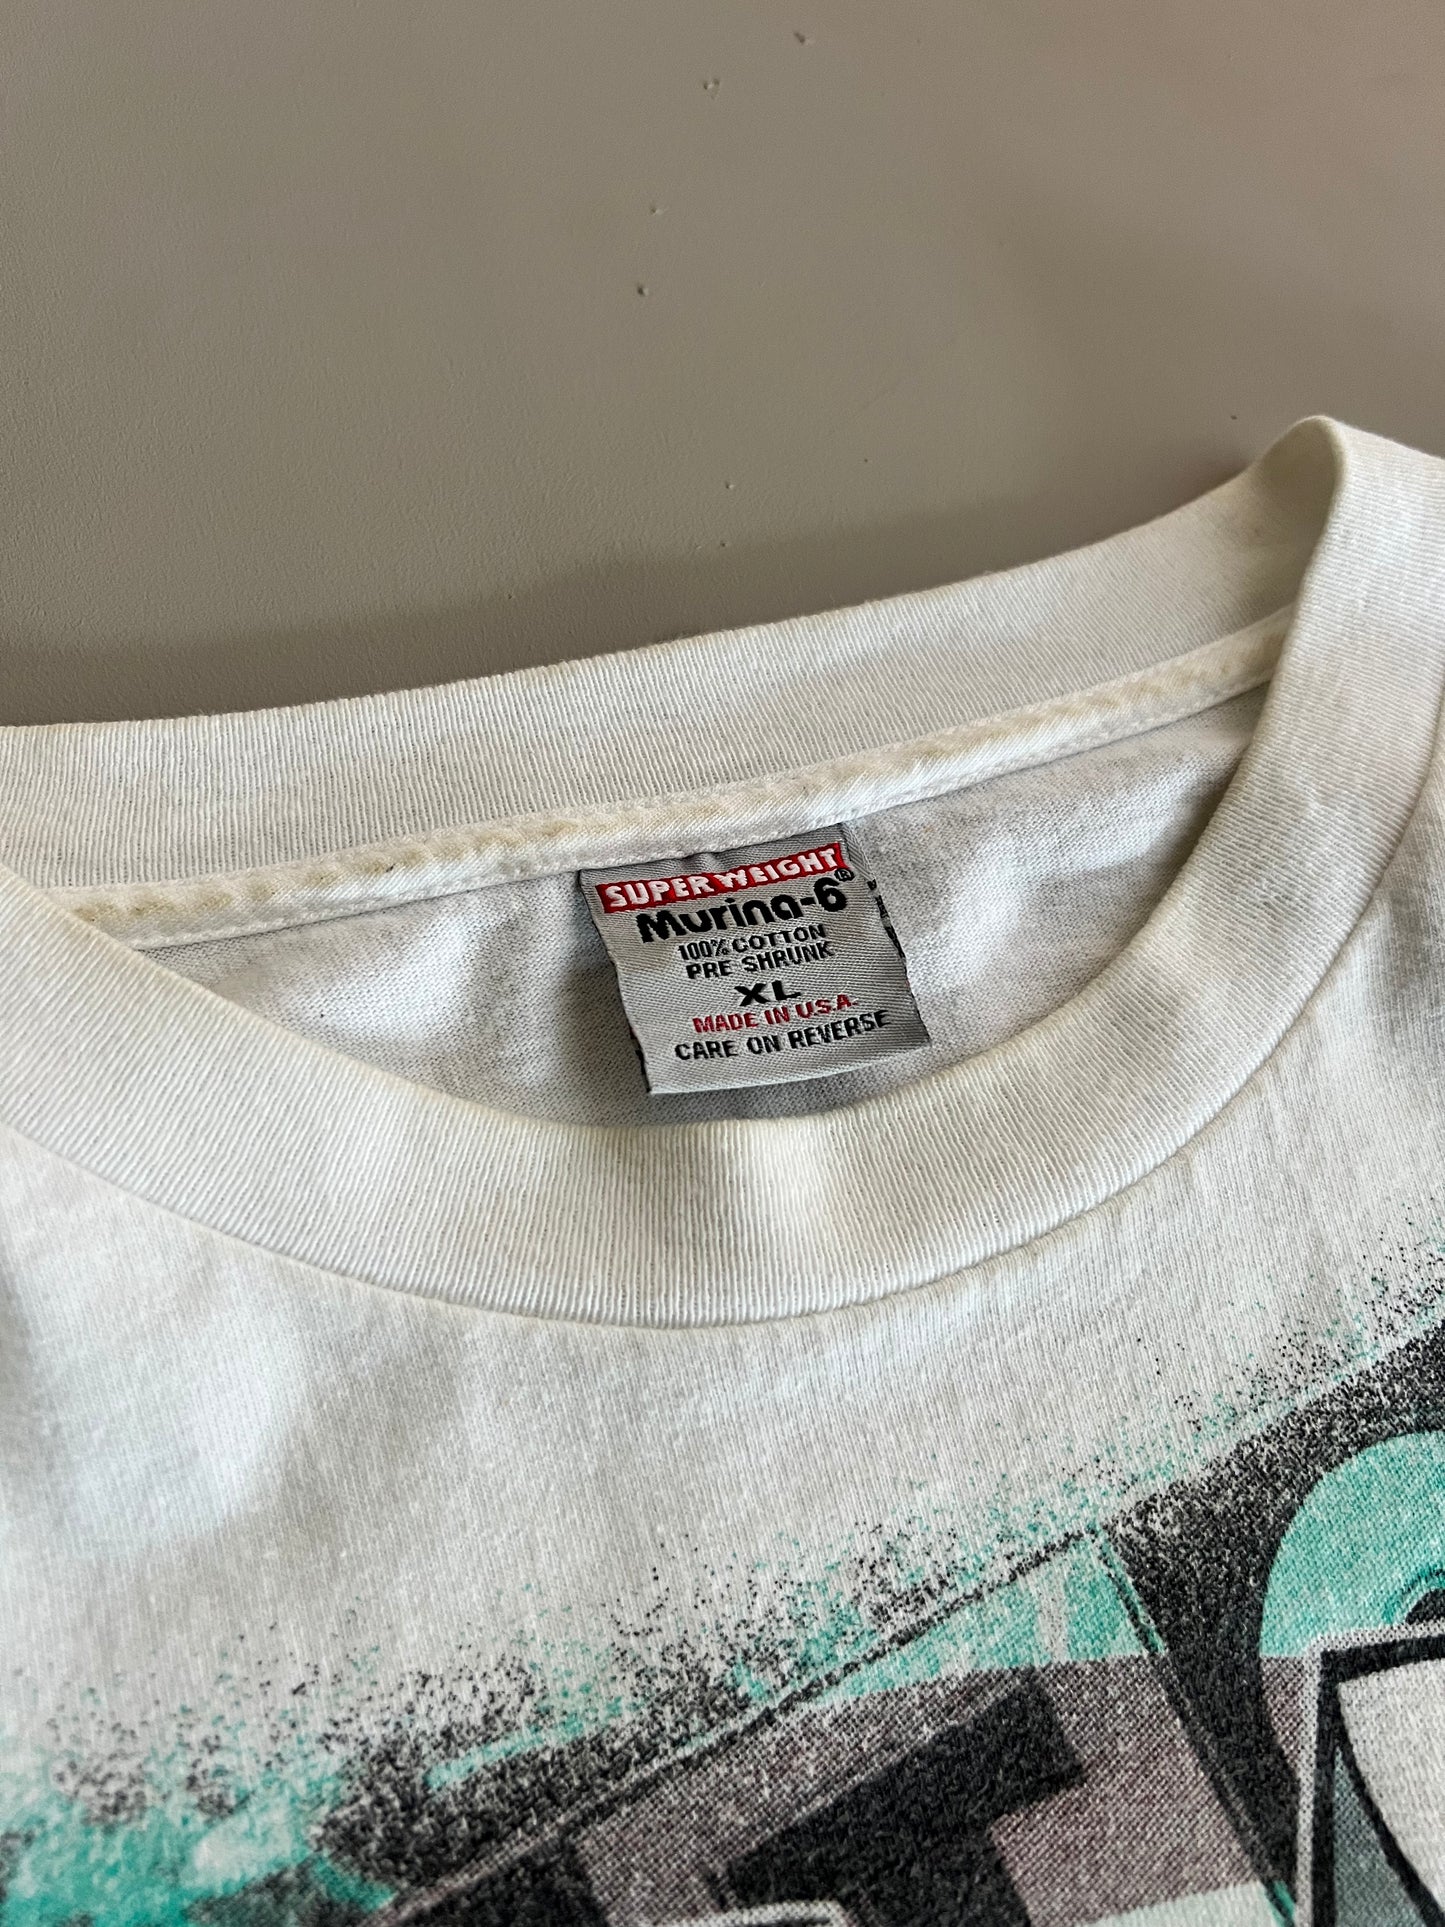 SUPER WEIGHT
Murina-6®
100% COTTON
PRE SHRUNK
XL
MADE IN U.S.A.
CARE ON REVERSE